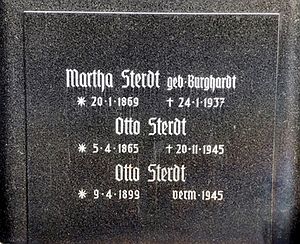 Martha Sterdt geb·Burghardt
* 20·1·1869 † 24·1·1937
Otto Sterdt
* 5·4·1865 † 20·11·1945
Otto Sterdt
* 9·4·1899 verm·1945